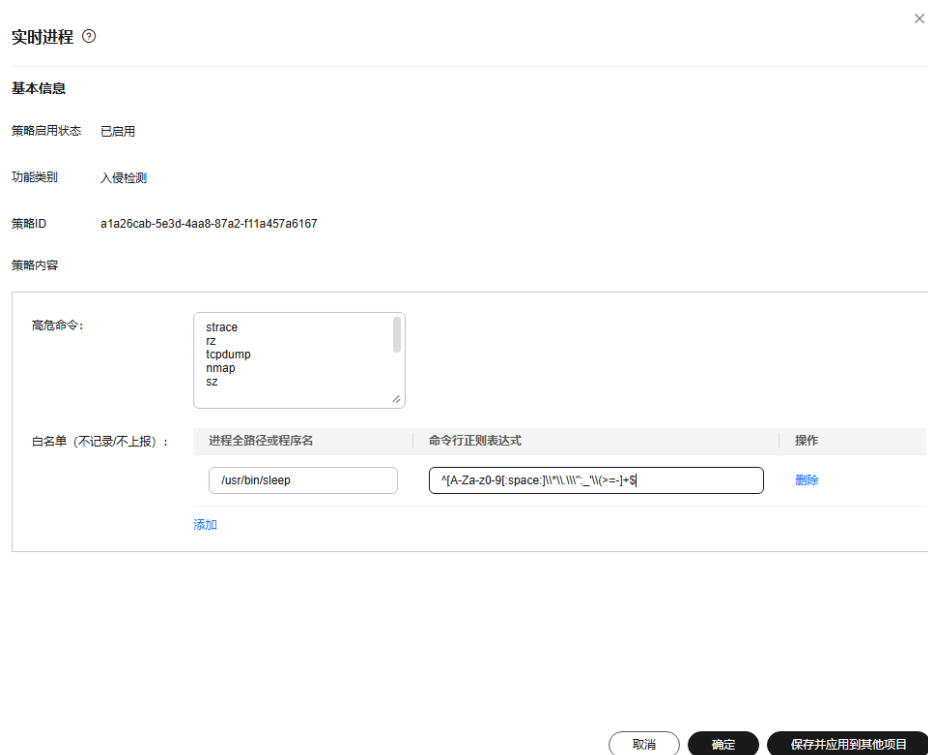 实时进程
基本信息
策略启用状态 已启用
功能类别 入侵检测
策略ID a1a26cab-5e3d-4aa8-87a2-f11a457a6167
策略内容
高危命令:
strace
rz
tcpdump
nmap
sz
白名单（不记录/不上报）: 进程全路径或程序名 命令行正则表达式 操作
/usr/bin/sleep ^[A-Za-z0-9[:space:]\\*\\.\\\":_'\\(>=-]+$ 删除
添加
取消 确定 保存并应用到其他项目